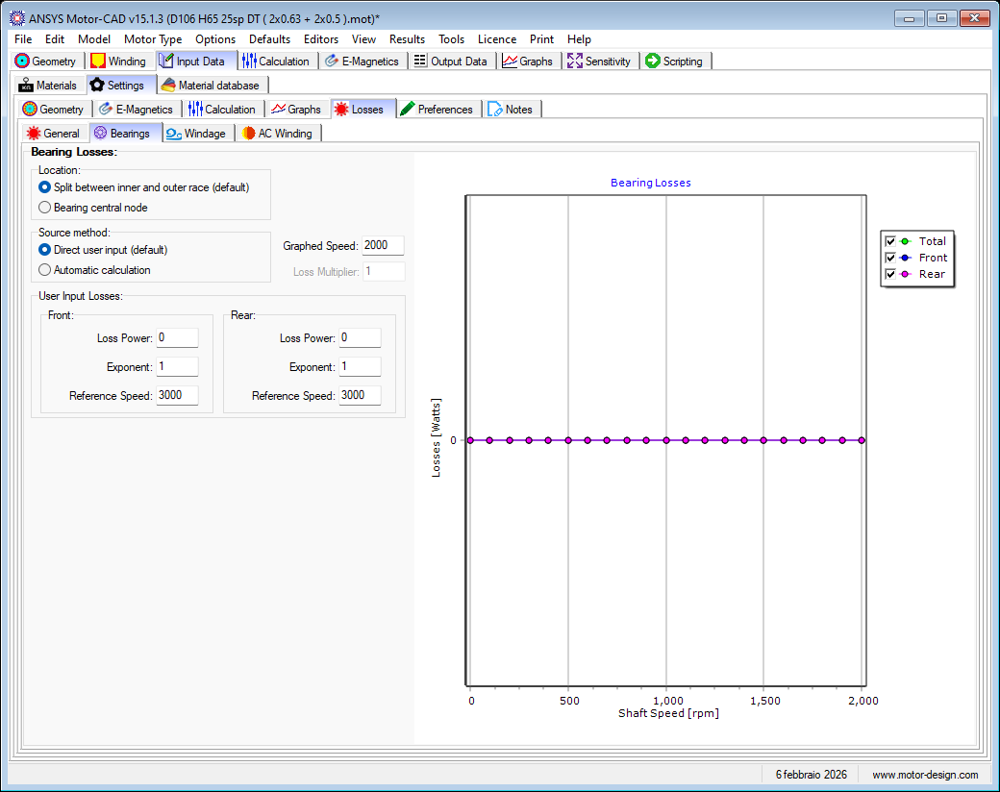 ANSYS Motor-CAD v15.1.3 (D106 H65 25sp DT ( 2x0.63 + 2x0.5 ).mot)*
File Edit Model Motor Type Options Defaults Editors View Results Tools Licence Print Help
Geometry Winding Input Data Calculation E-Magnetics Output Data Graphs Sensitivity Scripting
Materials Settings Material database
Geometry E-Magnetics Calculation Graphs Losses Preferences Notes
General Bearings Windage AC Winding
Bearing Losses:
Location:
Split between inner and outer race (default)
Bearing central node
Source method:
Direct user input (default)
Automatic calculation
Graphed Speed: 2000
Loss Multiplier: 1
User Input Losses:
Front:
Loss Power: 0
Exponent: 1
Reference Speed: 3000
Rear:
Loss Power: 0
Exponent: 1
Reference Speed: 3000
Bearing Losses
Total
Front
Rear
Losses [Watts]
0
0 500 1,000 1,500 2,000
Shaft Speed [rpm]
6 febbraio 2026 www.motor-design.com